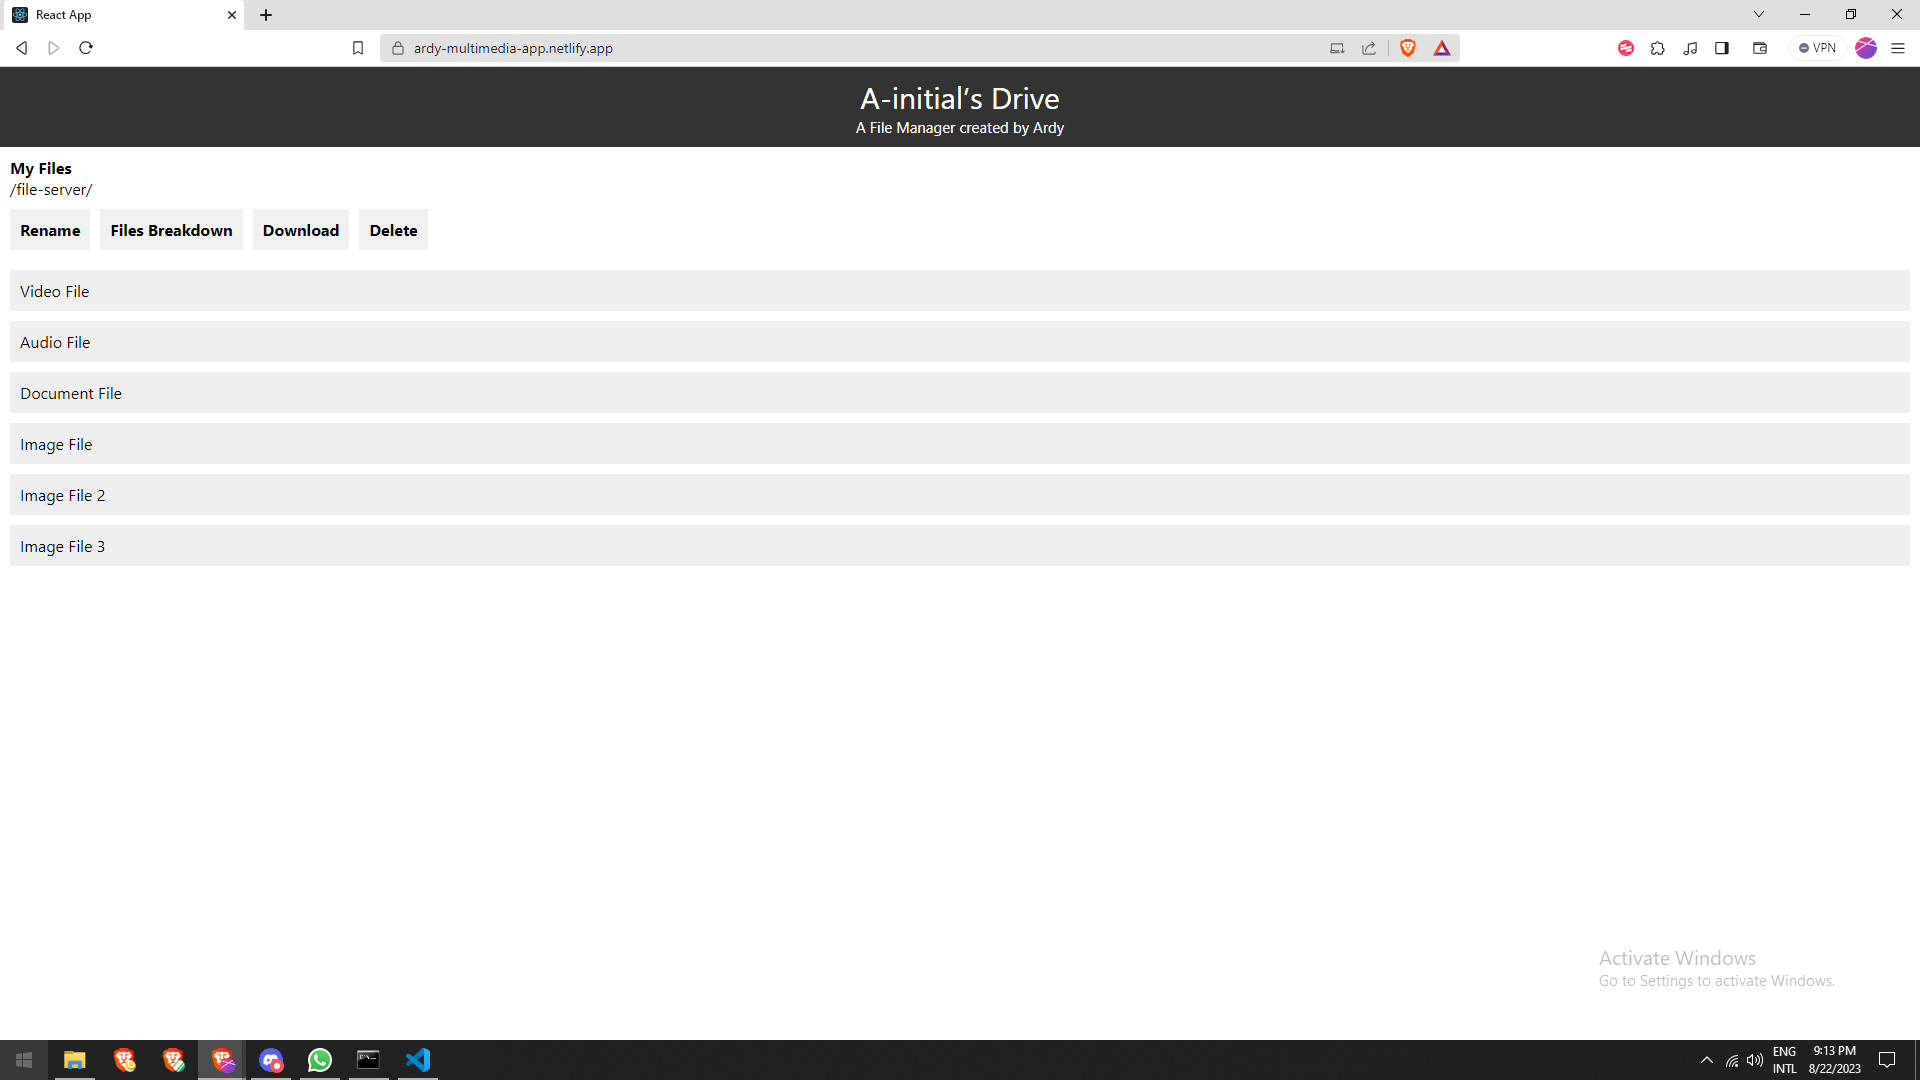 React App
ardy-multimedia-app.netlify.app
VPN
A-initial’s Drive
A File Manager created by Ardy
My Files
/file-server/
Rename Files Breakdown Download Delete
Video File
Audio File
Document File
Image File
Image File 2
Image File 3
Activate Windows
Go to Settings to activate Windows.
ENG 9:13 PM
INTL 8/22/2023